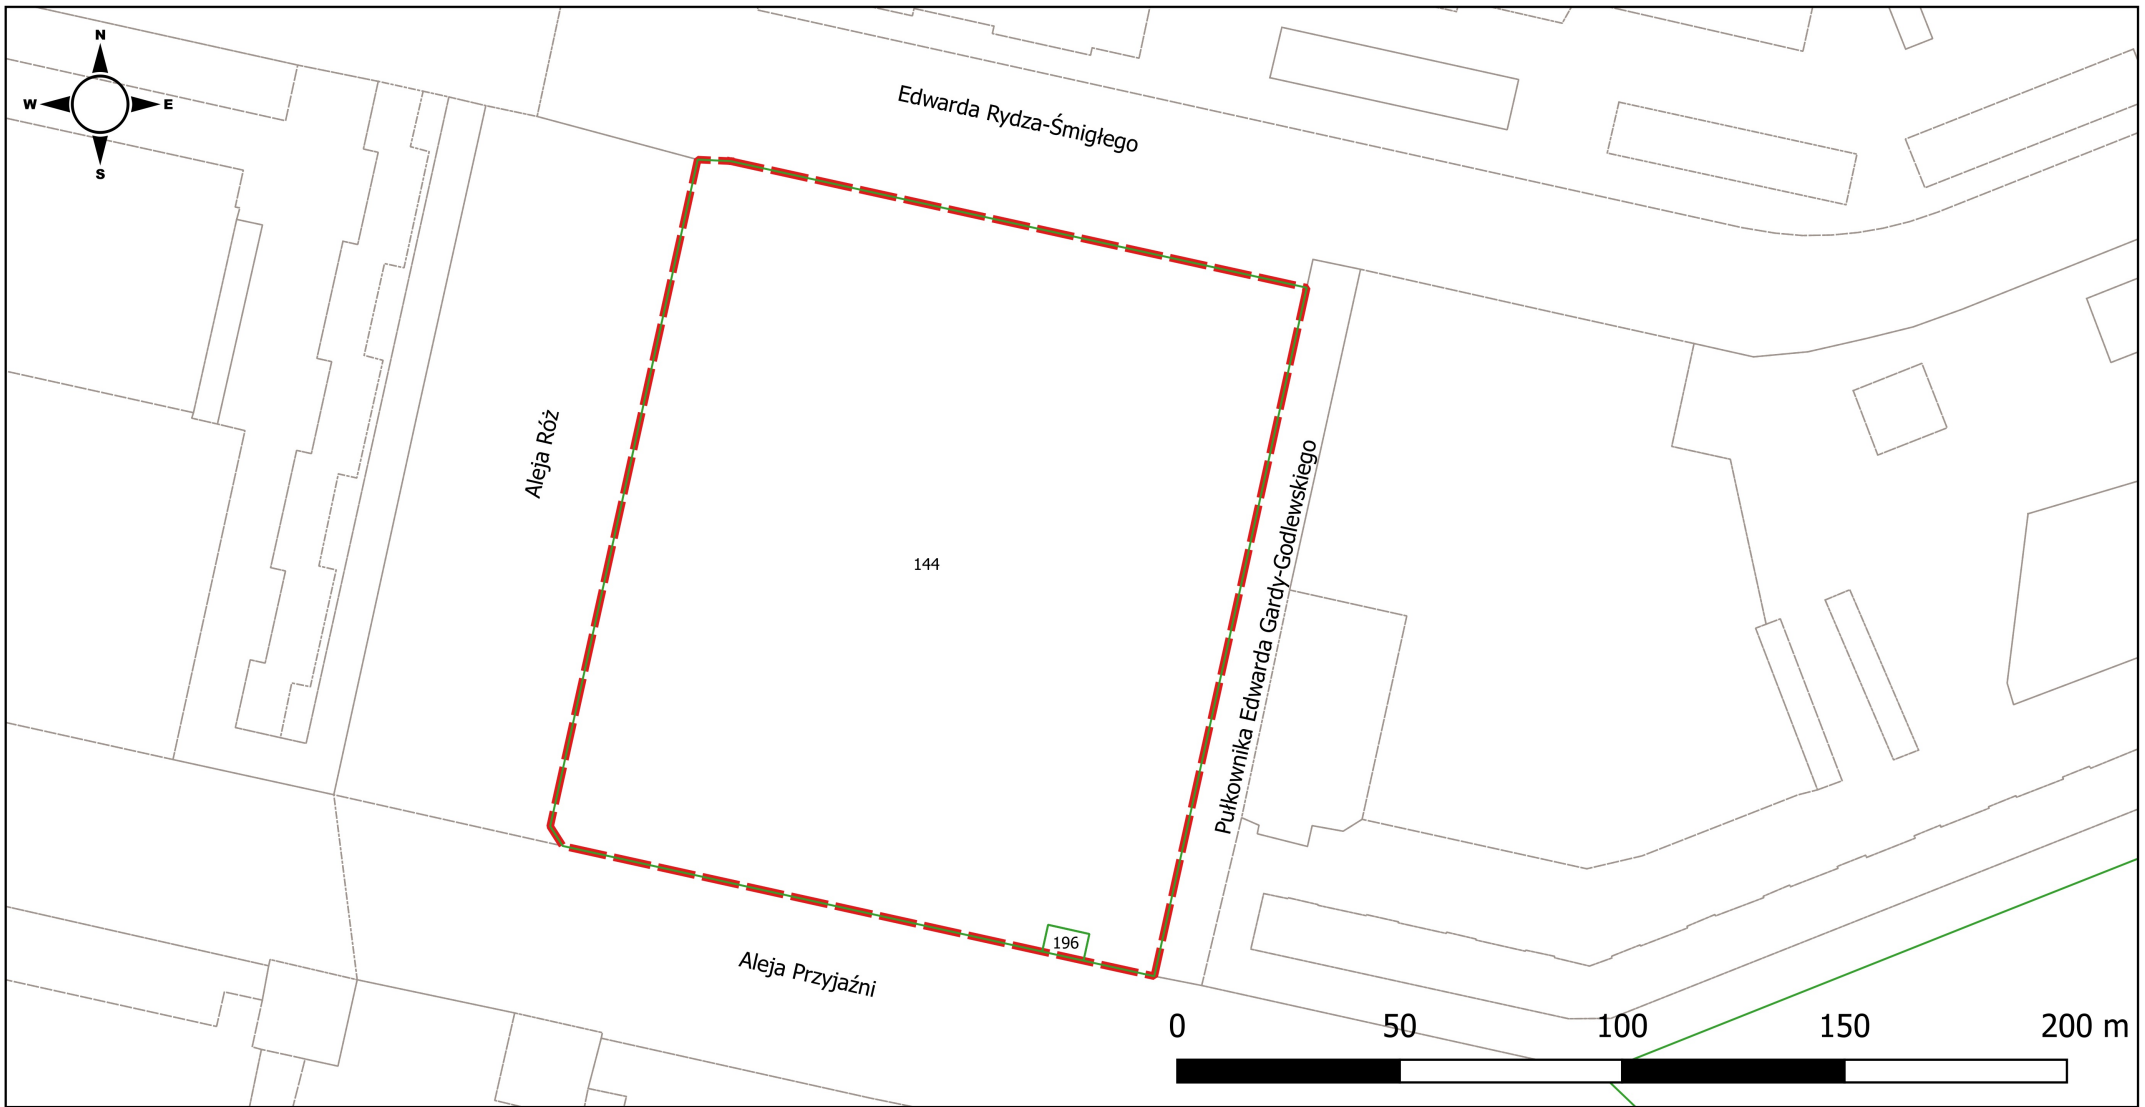 N
W E
S
Edwarda Rydza-Śmigłego
Aleja Róż
Pułkownika Edwarda Gardy-Godlewskiego
144
196
Aleja Przyjaźni
0 50 100 150 200 m